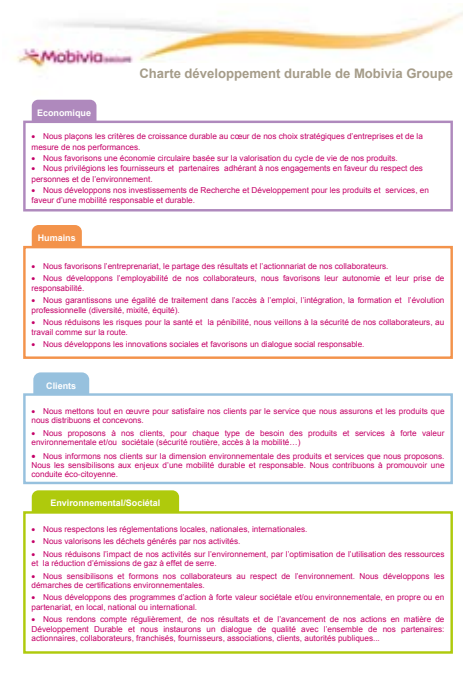 Mobivia GROUPE
Charte développement durable de Mobivia Groupe
Economique
• Nous plaçons les critères de croissance durable au cœur de nos choix stratégiques d'entreprises et de la
mesure de nos performances.
• Nous favorisons une économie circulaire basée sur la valorisation du cycle de vie de nos produits.
• Nous privilégions les fournisseurs et partenaires adhérant à nos engagements en faveur du respect des
personnes et de l'environnement.
• Nous développons nos investissements de Recherche et Développement pour les produits et services, en
faveur d'une mobilité responsable et durable.
Humains
• Nous favorisons l'entreprenariat, le partage des résultats et l'actionnariat de nos collaborateurs.
• Nous développons l'employabilité de nos collaborateurs, nous favorisons leur autonomie et leur prise de
responsabilité.
• Nous garantissons une égalité de traitement dans l'accès à l'emploi, l'intégration, la formation et l'évolution
professionnelle (diversité, mixité, équité).
• Nous réduisons les risques pour la santé et la pénibilité, nous veillons à la sécurité de nos collaborateurs, au
travail comme sur la route.
• Nous développons les innovations sociales et favorisons un dialogue social responsable.
Clients
• Nous mettons tout en œuvre pour satisfaire nos clients par le service que nous assurons et les produits que
nous distribuons et concevons.
• Nous proposons à nos clients, pour chaque type de besoin des produits et services à forte valeur
environnementale et/ou sociétale (sécurité routière, accès à la mobilité…)
• Nous informons nos clients sur la dimension environnementale des produits et services que nous proposons.
Nous les sensibilisons aux enjeux d'une mobilité durable et responsable. Nous contribuons à promouvoir une
conduite éco-citoyenne.
Environnemental/Sociétal
• Nous respectons les réglementations locales, nationales, internationales.
• Nous valorisons les déchets générés par nos activités.
• Nous réduisons l'impact de nos activités sur l'environnement, par l'optimisation de l'utilisation des ressources
et la réduction d'émissions de gaz à effet de serre.
• Nous sensibilisons et formons nos collaborateurs au respect de l'environnement. Nous développons les
démarches de certifications environnementales.
• Nous développons des programmes d'action à forte valeur sociétale et/ou environnementale, en propre ou en
partenariat, en local, national ou international.
• Nous rendons compte régulièrement, de nos résultats et de l'avancement de nos actions en matière de
Développement Durable et nous instaurons un dialogue de qualité avec l'ensemble de nos partenaires:
actionnaires, collaborateurs, franchisés, fournisseurs, associations, clients, autorités publiques...